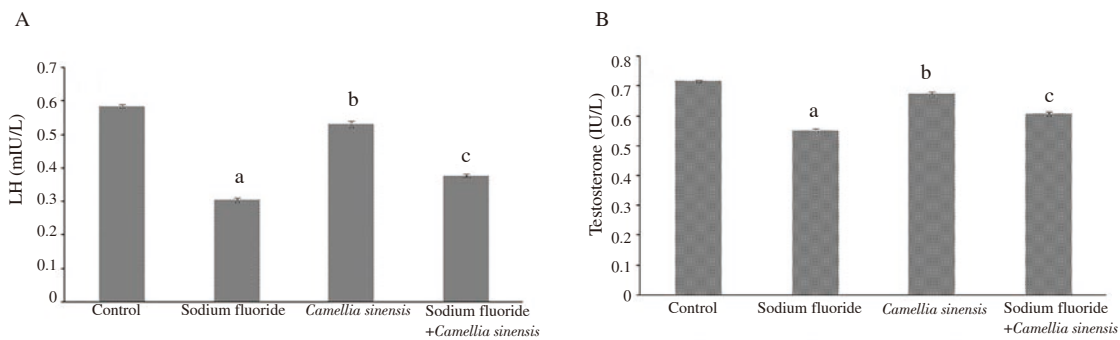 A
LH (mIU/L)
0.7
0.6
0.5
0.4
0.3
0.2
0.1
0
a
b
c
Control
Sodium fluoride
Camellia sinensis
Sodium fluoride
+Camellia sinensis
B
Testosterone (IU/L)
0.8
0.7
0.6
0.5
0.4
0.3
0.2
0.1
0
a
b
c
Control
Sodium fluoride
Camellia sinensis
Sodium fluoride
+Camellia sinensis